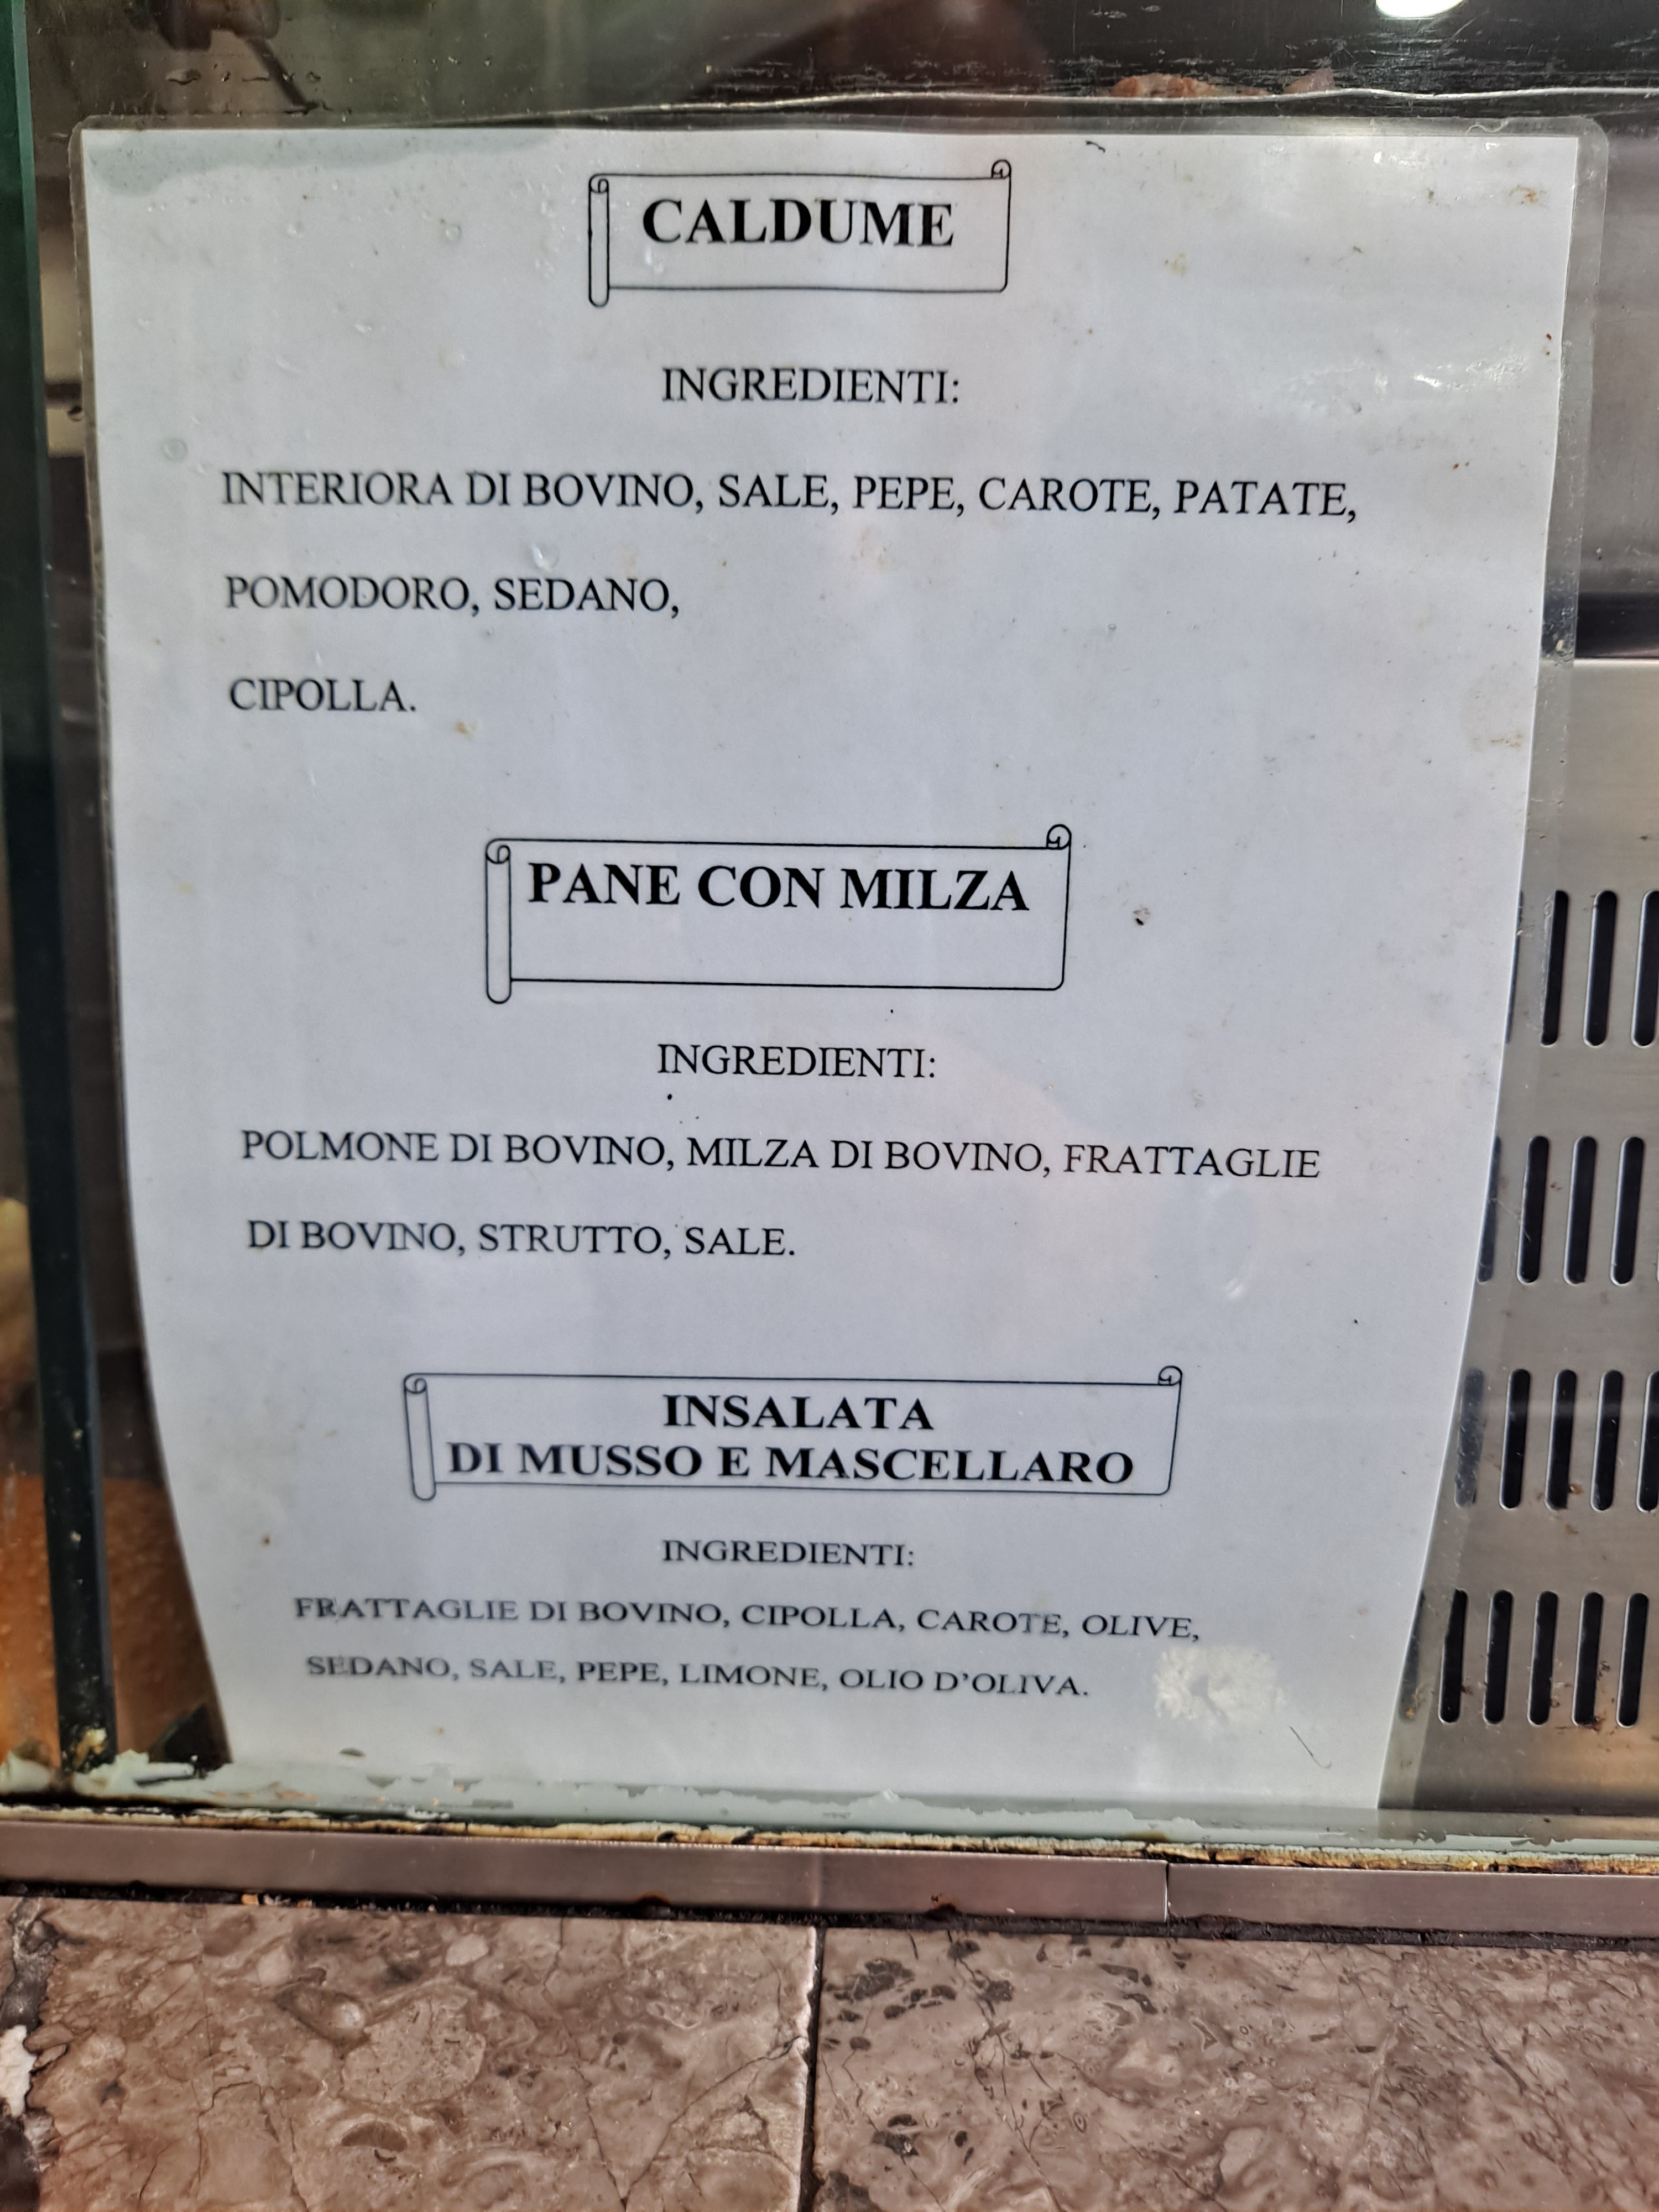 CALDUME
INGREDIENTI:
INTERIORA DI BOVINO, SALE, PEPE, CAROTE, PATATE,
POMODORO, SEDANO,
CIPOLLA.
PANE CON MILZA
INGREDIENTI:
POLMONE DI BOVINO, MILZA DI BOVINO, FRATTAGLIE
DI BOVINO, STRUTTO, SALE.
INSALATA
DI MUSSO E MASCELLARO
INGREDIENTI:
FRATTAGLIE DI BOVINO, CIPOLLA, CAROTE, OLIVE,
SEDANO, SALE, PEPE, LIMONE, OLIO D'OLIVA.